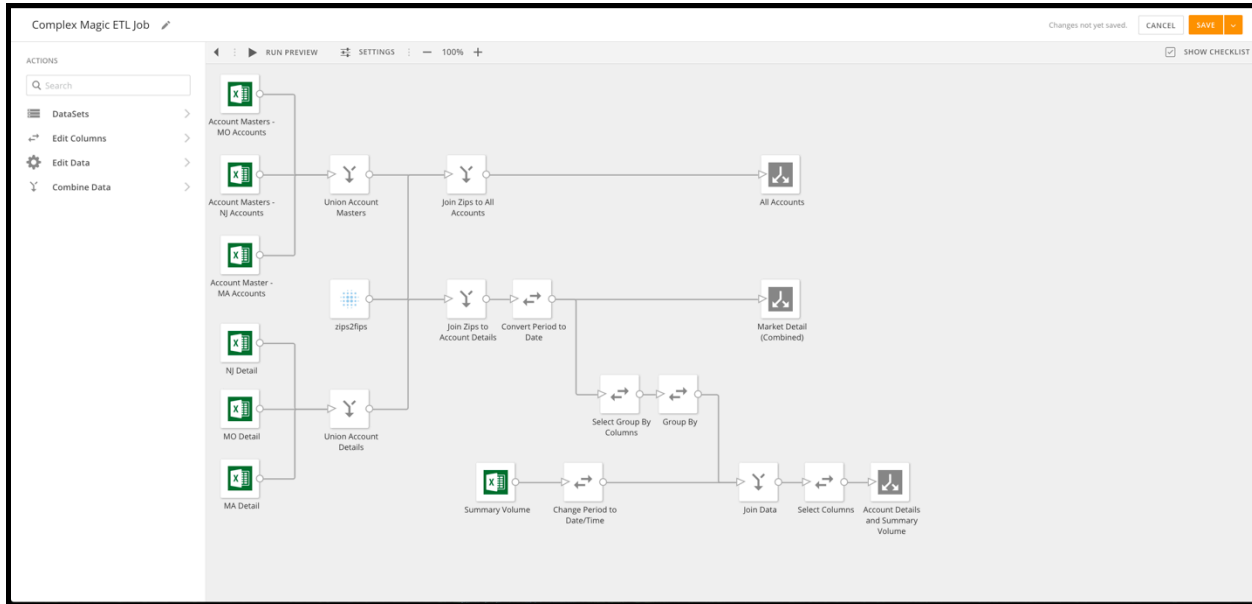 Complex Magic ETL Job
Changes not yet saved.
CANCEL
SAVE
ACTIONS
Search
DataSets
Edit Columns
Edit Data
Combine Data
RUN PREVIEW
SETTINGS
100%
SHOW CHECKLIST
Account Masters -
MO Accounts
Account Masters -
NJ Accounts
Union Account
Masters
Join Zips to All
Accounts
All Accounts
Account Master -
MA Accounts
zips2fips
Join Zips to
Account Details
Convert Period to
Date
Market Detail
(Combined)
NJ Detail
MO Detail
Union Account
Details
Select Group By
Columns
Group By
MA Detail
Summary Volume
Change Period to
Date/Time
Join Data
Select Columns
Account Details
and Summary
Volume